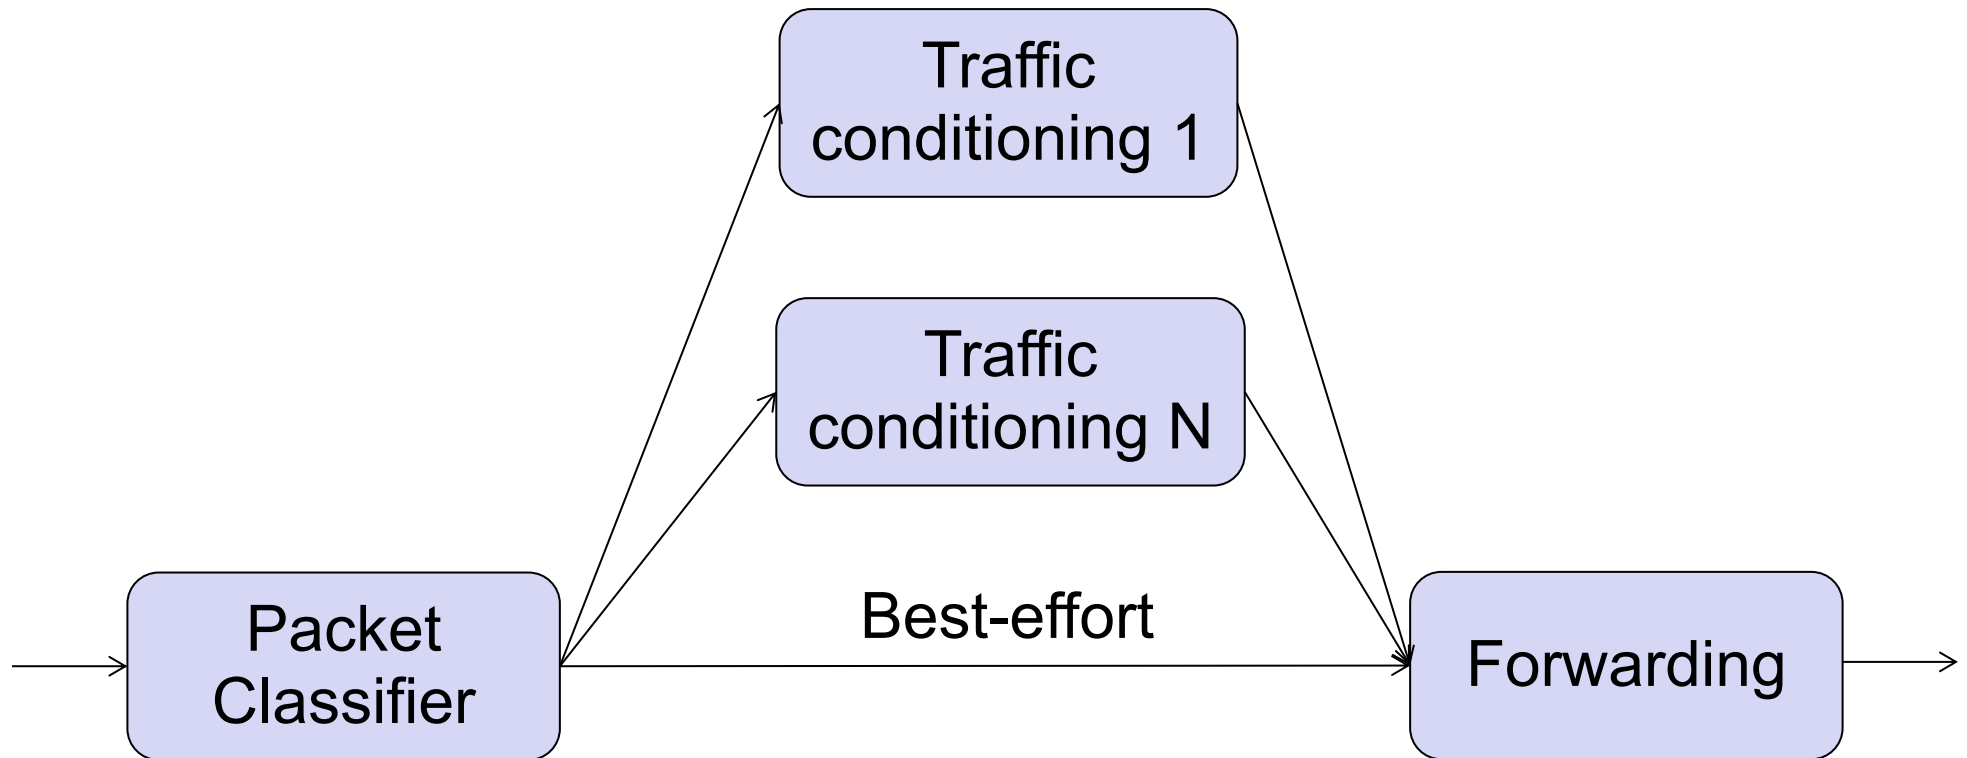 Traffic
conditioning 1
Traffic
conditioning N
Best-effort
Packet
Classifier
Forwarding